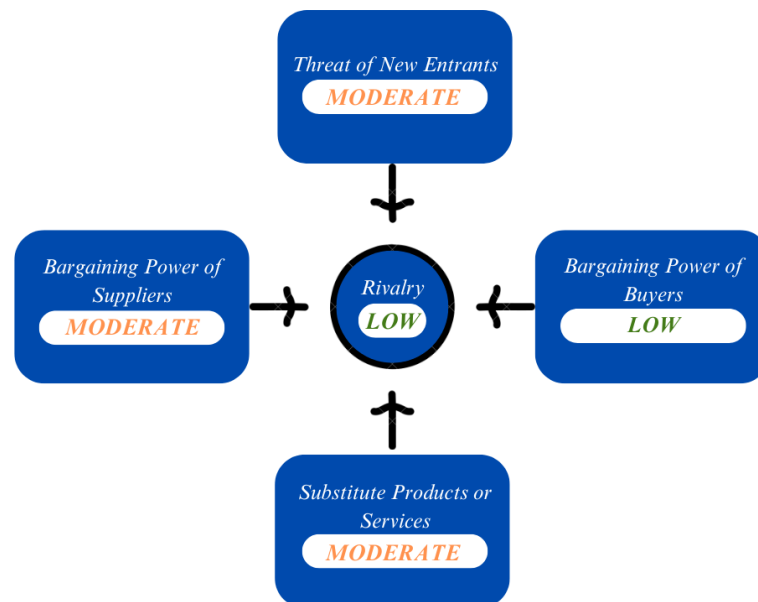 Threat of New Entrants
MODERATE
Bargaining Power of
Suppliers
MODERATE
Rivalry
LOW
Bargaining Power of
Buyers
LOW
Substitute Products or
Services
MODERATE